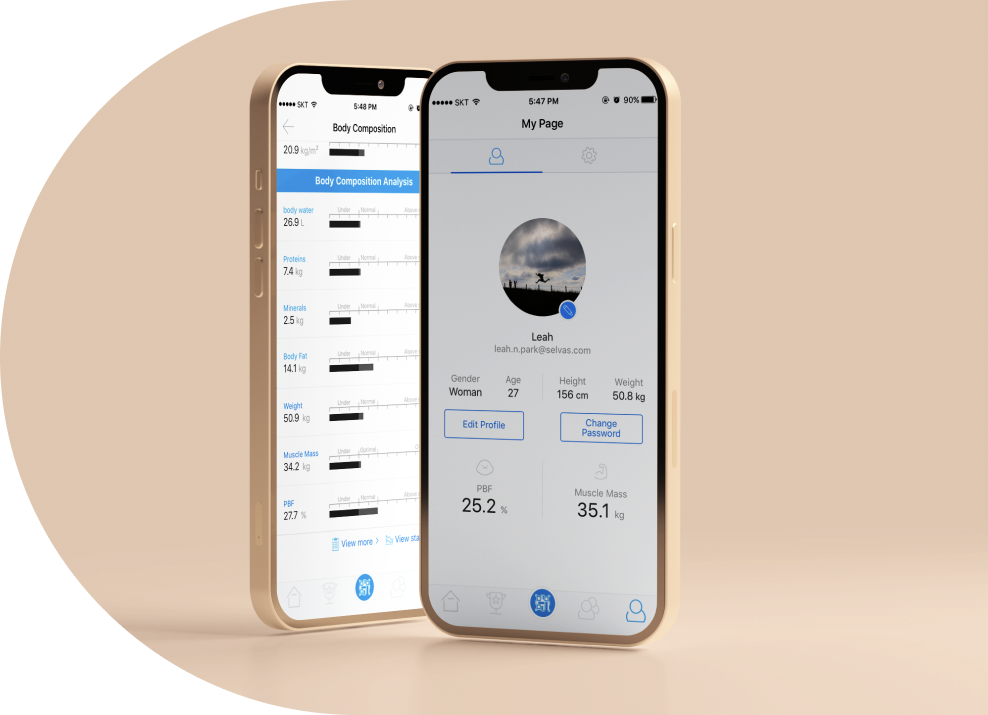 SKT
5:48 PM
Body Composition
20.9 kg/m²
Body Composition Analysis
body water
26.9 L
Under Normal Above
Proteins
7.4 kg
Under Normal Above
Minerals
2.5 kg
Under Normal Above
Body Fat
14.1 kg
Under Normal Above
Weight
50.9 kg
Under Normal Above
Muscle Mass
34.2 kg
Under Optimal
PBF
27.7 %
Under Normal Above
View more
View sta
SKT
5:47 PM
90%
My Page
Leah
leah.n.park@selvas.com
Gender Age Height Weight
Woman 27 156 cm 50.8 kg
Edit Profile
Change
Password
PBF
25.2 %
Muscle Mass
35.1 kg